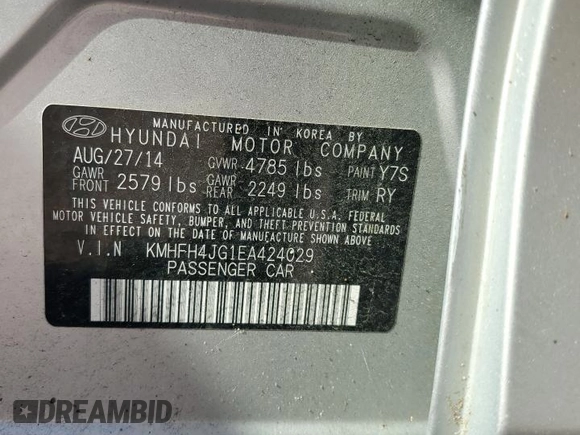 MANUFACTURED IN KOREA BY
HYUNDAI MOTOR COMPANY
AUG/27/14 GVWR 4785 lbs PAINT Y7S
GAWR FRONT 2579 lbs GAWR REAR 2249 lbs TRIM RY
THIS VEHICLE CONFORMS TO ALL APPLICABLE U.S.A. FEDERAL
MOTOR VEHICLE SAFETY, BUMPER, AND THEFT PREVENTION STANDARDS
IN EFFECT ON THE DATE OF MANUFACTURE SHOWN ABOVE.
V.I.N KMHFH4JG1EA424029
PASSENGER CAR
DREAMBID